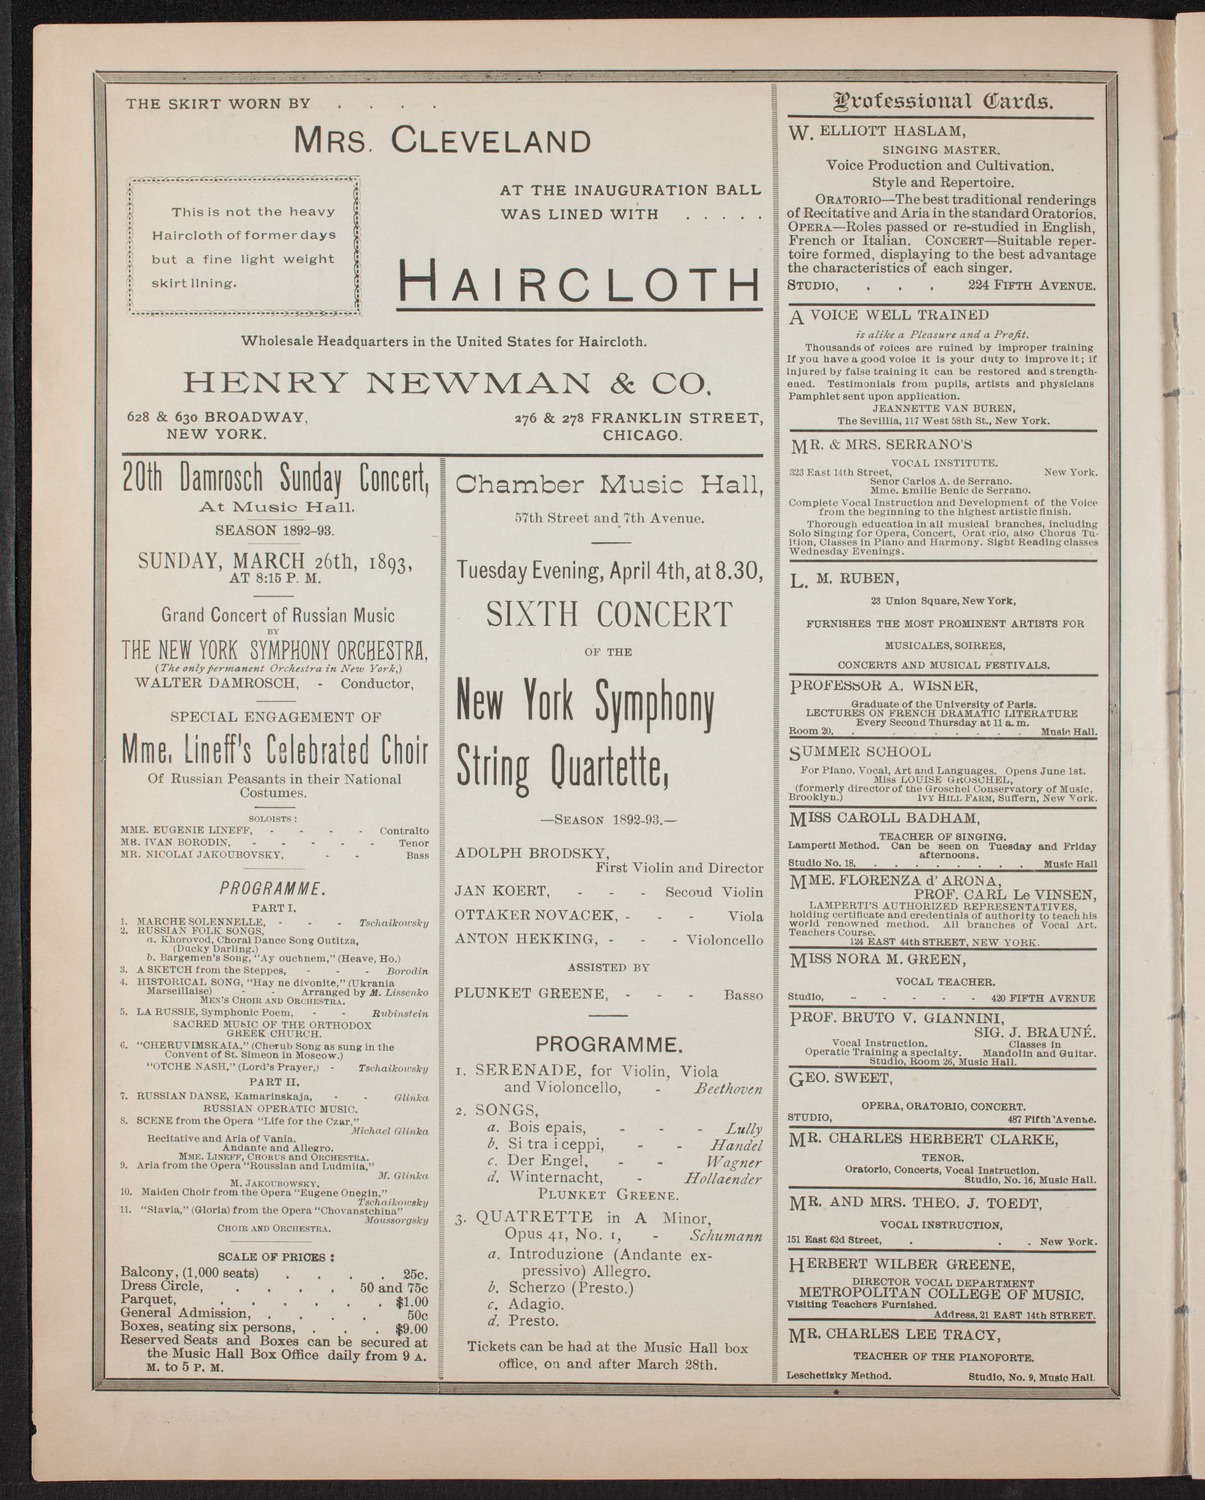 THE SKIRT WORN BY . . . .
MRS. CLEVELAND
This is not the heavy
Haircloth of former days
but a fine light weight
skirt lining.
AT THE INAUGURATION BALL
WAS LINED WITH . . . . .
HAIRCLOTH
Wholesale Headquarters in the United States for Haircloth.
HENRY NEWMAN & CO.
628 & 630 BROADWAY,
NEW YORK.
276 & 278 FRANKLIN STREET,
CHICAGO.
20th Damrosch Sunday Concert,
At Music Hall.
SEASON 1892-93.
SUNDAY, MARCH 26th, 1893,
AT 8:15 P. M.
Grand Concert of Russian Music
BY
THE NEW YORK SYMPHONY ORCHESTRA,
(The only permanent Orchestra in New York,)
WALTER DAMROSCH, - Conductor,
SPECIAL ENGAGEMENT OF
Mme. Lineff's Celebrated Choir
Of Russian Peasants in their National
Costumes.
SOLOISTS:
MME. EUGENIE LINEFF, - - - - Contralto
MR. IVAN BORODIN, - - - - - Tenor
MR. NICOLAI JAKOUBOVSKY, - - Bass
PROGRAMME.
PART I.
1. MARCHE SOLENNELLE, - - - Tschaikowsky
2. RUSSIAN FOLK SONGS,
a. Khorovod, Choral Dance Song Outitza,
(Ducky Darling.)
b. Bargemen's Song, "Ay ouchnem," (Heave, Ho.)
3. A SKETCH from the Steppes, - - - Borodin
4. HISTORICAL SONG, "Hay ne divonite," (Ukrania
Marseillaise) - - Arranged by M. Lissenko
MEN'S CHOIR AND ORCHESTRA.
5. LA RUSSIE, Symphonic Poem, - - Rubinstein
SACRED MUSIC OF THE ORTHODOX
GREEK CHURCH.
6. "CHERUVIMSKAIA," (Cherub Song as sung in the
Convent of St. Simeon in Moscow.)
"OTCHE NASH," (Lord's Prayer,) - Tschaikowsky
PART II.
7. RUSSIAN DANSE, Kamarinskaja, - - Glinka
RUSSIAN OPERATIC MUSIC.
8. SCENE from the Opera "Life for the Czar,"
Michael Glinka
Recitative and Aria of Vania.
Andante and Allegro.
MME. LINEFF, CHORUS AND ORCHESTRA.
9. Aria from the Opera "Rousslan and Ludmila,"
M. Glinka
M. JAKOUBOWSKY.
10. Maiden Choir from the Opera "Eugene Onegin,"
Tschaikowsky
11. "Slavia," (Gloria) from the Opera "Chovanstchina"
Moussorgsky
CHOIR AND ORCHESTRA.
SCALE OF PRICES:
Balcony, (1,000 seats) . . . . 25c.
Dress Circle, . . . . 50 and 75c
Parquet, . . . . . . $1.00
General Admission, . . . . 50c
Boxes, seating six persons, . . . $9.00
Reserved Seats and Boxes can be secured at
the Music Hall Box Office daily from 9 A.
M. to 5 P. M.
Chamber Music Hall,
57th Street and 7th Avenue.
Tuesday Evening, April 4th, at 8.30,
SIXTH CONCERT
OF THE
New York Symphony
String Quartette,
—SEASON 1892-93.—
ADOLPH BRODSKY,
First Violin and Director
JAN KOERT, - - - Secoud Violin
OTTAKER NOVACEK, - - - Viola
ANTON HEKKING, - - - Violoncello
ASSISTED BY
PLUNKET GREENE, - - - Basso
PROGRAMME.
1. SERENADE, for Violin, Viola
and Violoncello, - Beethoven
2. SONGS,
a. Bois epais, - - - Lully
b. Si tra i ceppi, - - Handel
c. Der Engel, - - Wagner
d. Winternacht, - Hollaender
PLUNKET GREENE.
3. QUATRETTE in A Minor,
Opus 41, No. 1, - Schumann
a. Introduzione (Andante ex-
pressivo) Allegro.
b. Scherzo (Presto.)
c. Adagio.
d. Presto.
Tickets can be had at the Music Hall box
office, on and after March 28th.
Professional Cards.
W. ELLIOTT HASLAM,
SINGING MASTER.
Voice Production and Cultivation.
Style and Repertoire.
ORATORIO—The best traditional renderings
of Recitative and Aria in the standard Oratorios.
OPERA—Roles passed or re-studied in English,
French or Italian. CONCERT—Suitable reper-
toire formed, displaying to the best advantage
the characteristics of each singer.
STUDIO, . . . 224 FIFTH AVENUE.
A VOICE WELL TRAINED
is alike a Pleasure and a Profit.
Thousands of voices are ruined by improper training
If you have a good voice it is your duty to improve it; if
injured by false training it can be restored and strength-
ened. Testimonials from pupils, artists and physicians
Pamphlet sent upon application.
JEANNETTE VAN BUREN,
The Sevillia, 117 West 58th St., New York.
MR. & MRS. SERRANO'S
VOCAL INSTITUTE.
323 East 14th Street, New York.
Senor Carlos A. de Serrano.
Mme. Emilie Benic de Serrano.
Complete Vocal Instruction and Development of the Voice
from the beginning to the highest artistic finish.
Thorough education in all musical branches, including
Solo Singing for Opera, Concert, Oratorio, also Chorus Tu-
ition, Classes in Piano and Harmony. Sight Reading classes
Wednesday Evenings.
L. M. RUBEN,
23 Union Square, New York,
FURNISHES THE MOST PROMINENT ARTISTS FOR
MUSICALES, SOIREES,
CONCERTS AND MUSICAL FESTIVALS.
PROFESSOR A. WISNER,
Graduate of the University of Paris.
LECTURES ON FRENCH DRAMATIC LITERATURE
Every Second Thursday at 11 a. m.
Room 20, . . . . . . . . Music Hall.
SUMMER SCHOOL
For Piano, Vocal, Art and Languages. Opens June 1st.
Miss LOUISE GROSCHEL,
(formerly director of the Groschel Conservatory of Music,
Brooklyn.) IVY HILL FARM, Suffern, New York.
MISS CAROLL BADHAM,
TEACHER OF SINGING.
Lamperti Method. Can be seen on Tuesday and Friday
afternoons.
Studio No. 18, . . . . . . . . Music Hall
MME. FLORENZA d' ARONA,
PROF. CARL Le VINSEN,
LAMPERTI'S AUTHORIZED REPRESENTATIVES,
holding certificate and credentials of authority to teach his
world renowned method. All branches of Vocal Art.
Teachers Course.
124 EAST 44th STREET, NEW YORK.
MISS NORA M. GREEN,
VOCAL TEACHER.
Studio, - - - - - 420 FIFTH AVENUE
PROF. BRUTO V. GIANNINI,
SIG. J. BRAUNÉ.
Vocal Instruction. Classes in
Operatic Training a specialty. Mandolin and Guitar.
Studio, Room 26, Music Hall.
GEO. SWEET,
OPERA, ORATORIO, CONCERT.
STUDIO, 487 Fifth Avenue.
MR. CHARLES HERBERT CLARKE,
TENOR.
Oratorio, Concerts, Vocal Instruction.
Studio, No. 16, Music Hall.
MR. AND MRS. THEO. J. TOEDT,
VOCAL INSTRUCTION,
151 East 62d Street, . . . New York.
HERBERT WILBER GREENE,
DIRECTOR VOCAL DEPARTMENT
METROPOLITAN COLLEGE OF MUSIC.
Visiting Teachers Furnished.
Address, 21 EAST 14th STREET.
MR. CHARLES LEE TRACY,
TEACHER OF THE PIANOFORTE.
Leschetizky Method. Studio, No. 9, Music Hall.